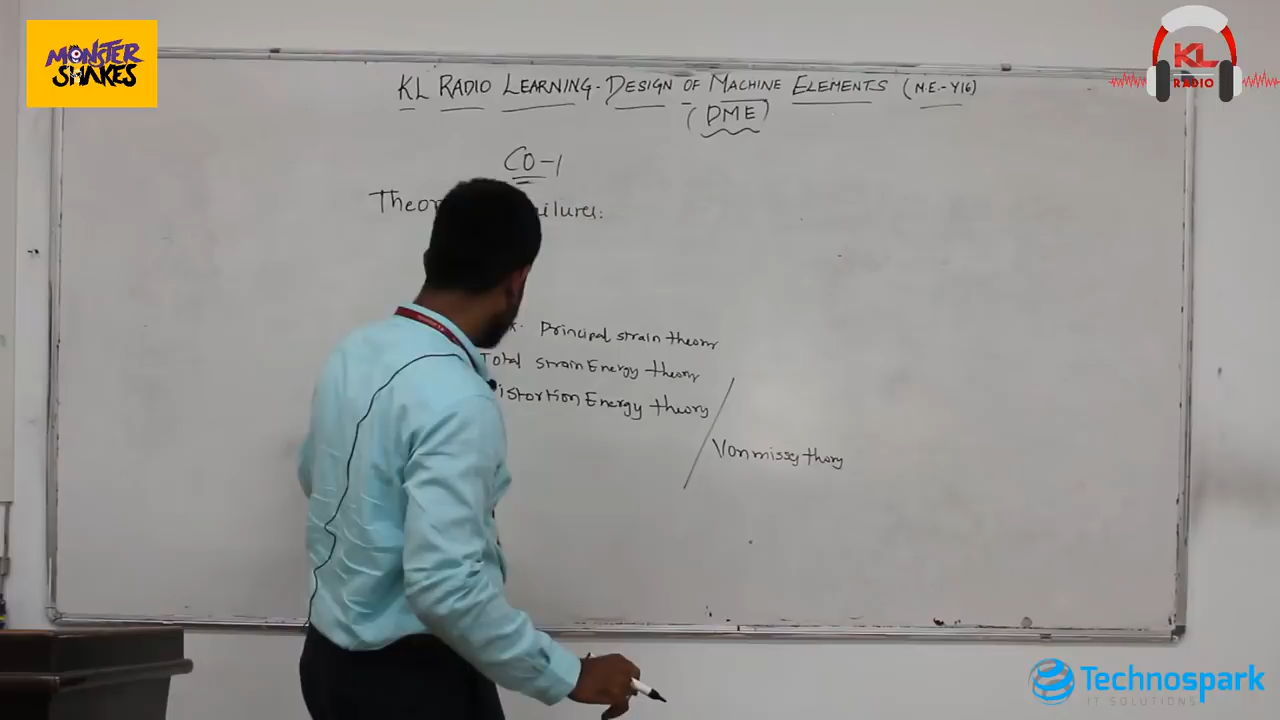 MONSTER
SHAKES
KL
RADIO
KL RADIO LEARNING-DESIGN OF MACHINE ELEMENTS (M.E.-Y16)
(DME)
CO-1
Theor ilures:
Principal strain theory
Total strain Energy theory
istortion Energy theory
Vonmisses theory
Technospark
IT SOLUTIONS